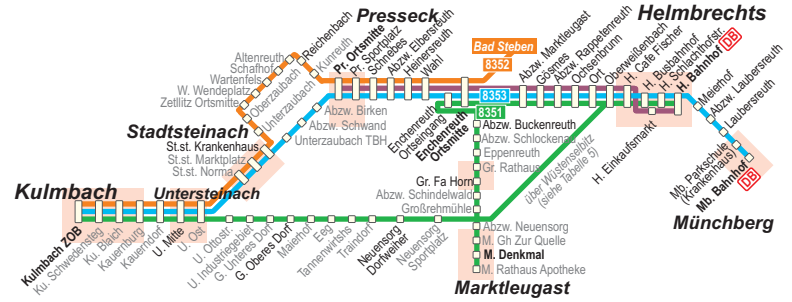 Presseck
Helmbrechts
Bad Steben
8352
8353
8351
Altenreuth
Schafhof
Wartenfels
W. Wendeplatz
Zetlitz Ortsmitte
Oberzaubach
Reichenbach
Unterzaubach
Kunreuth
Pr. Ortsmitte
Pr. Sportplatz
Schnebes
Abzw. Elbersreuth
Heinersreuth
Wahl
Abzw. Marktleugast
Gösmes
Abzw. Rappetenreuth
Ochsenbrunn
Ort
Oberweißenbach
H. Cafe Fischer
H. Busbahnhof
H. Schlachthofstr.
H. Bahnhof DB
Meierhof
Abzw. Laubersreuth
Laubersreuth
Mb. Parkschule
(Krankenhaus)
Mb. Bahnhof DB
Münchberg
H. Einkaufsmarkt
über Wüstenselbitz
(siehe Tabelle 5)
Abzw. Birken
Abzw. Schwand
Unterzaubach TBH
Enchenreuth
Ortseingang
Enchenreuth
Ortsmitte
Abzw. Buckenreuth
Abzw. Schlockenau
Eppenreuth
Gr. Rathaus
Gr. Fa Horn
Abzw. Schindelwald
Großrehmühle
Abzw. Neuensorg
M. Gh Zur Quelle
M. Denkmal
M. Rathaus Apotheke
Marktleugast
Stadtsteinach
St.st. Krankenhaus
St.st. Marktplatz
St.st. Norma
Kulmbach
Untersteinach
Kulmbach ZOB
Ku. Schwedensteg
Ku. Blaich
Kauernburg
Kauerndorf
U. Mitte
U. Ost
U. Ottostr.
U. Industriegebiet
G. Unteres Dorf
G. Oberes Dorf
Maierhof
Eeg
Tannenwirtshs
Traindorf
Neuensorg
Dorfweiher
Neuensorg
Sportplatz